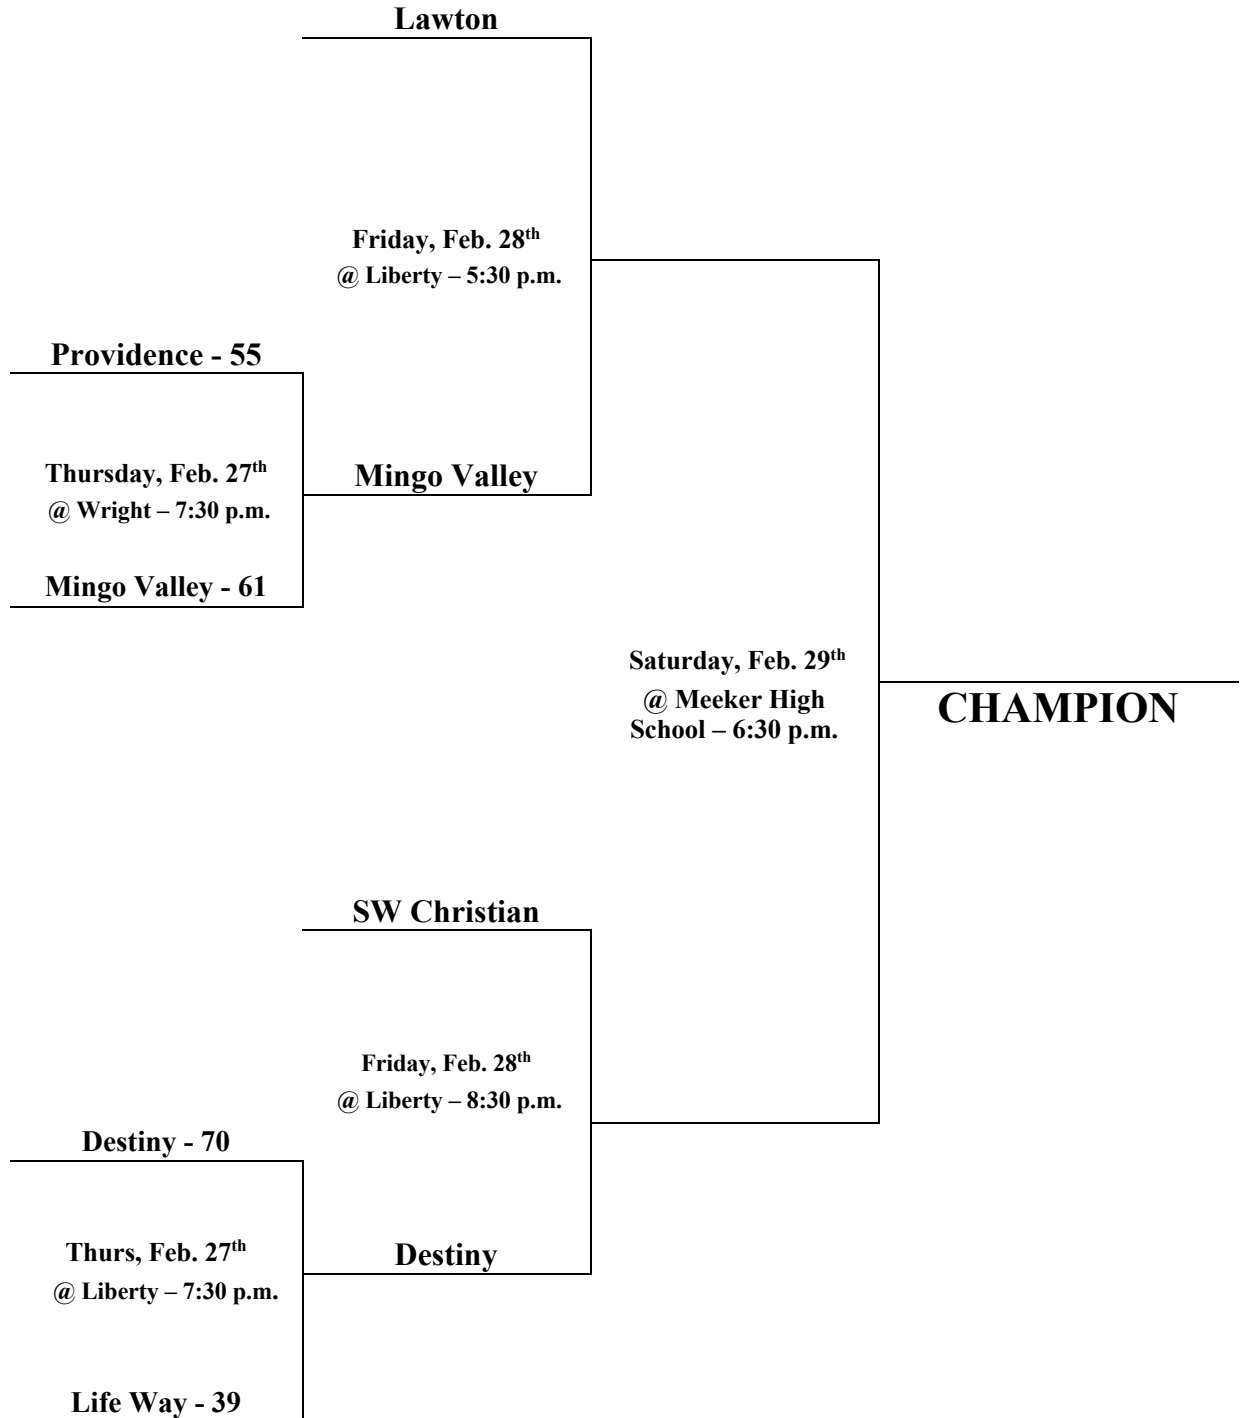 Lawton
Friday, Feb. 28th
@ Liberty – 5:30 p.m.
Providence - 55
Thursday, Feb. 27th
@ Wright – 7:30 p.m.
Mingo Valley
Mingo Valley - 61
Saturday, Feb. 29th
@ Meeker High
School – 6:30 p.m.
CHAMPION
SW Christian
Friday, Feb. 28th
@ Liberty – 8:30 p.m.
Destiny - 70
Thurs, Feb. 27th
@ Liberty – 7:30 p.m.
Destiny
Life Way - 39